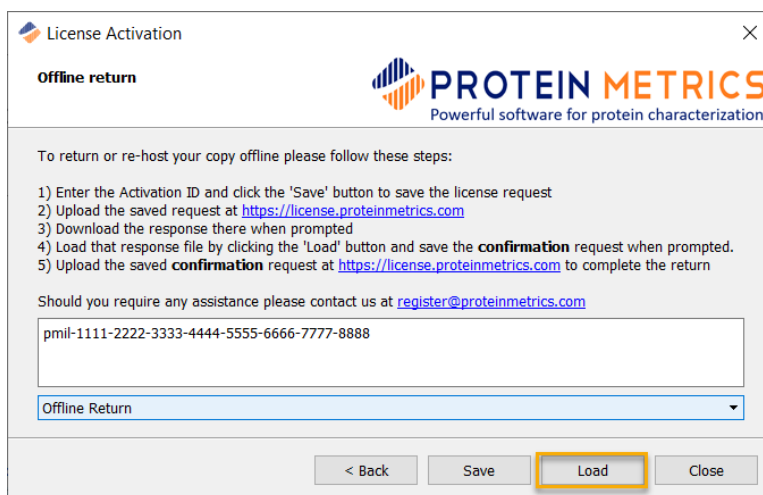 License Activation
Offline return
PROTEIN METRICS
Powerful software for protein characterization
To return or re-host your copy offline please follow these steps:
1) Enter the Activation ID and click the 'Save' button to save the license request
2) Upload the saved request at https://license.proteinmetrics.com
3) Download the response there when prompted
4) Load that response file by clicking the 'Load' button and save the confirmation request when prompted.
5) Upload the saved confirmation request at https://license.proteinmetrics.com to complete the return
Should you require any assistance please contact us at register@proteinmetrics.com
pmil-1111-2222-3333-4444-5555-6666-7777-8888
Offline Return
< Back Save Load Close